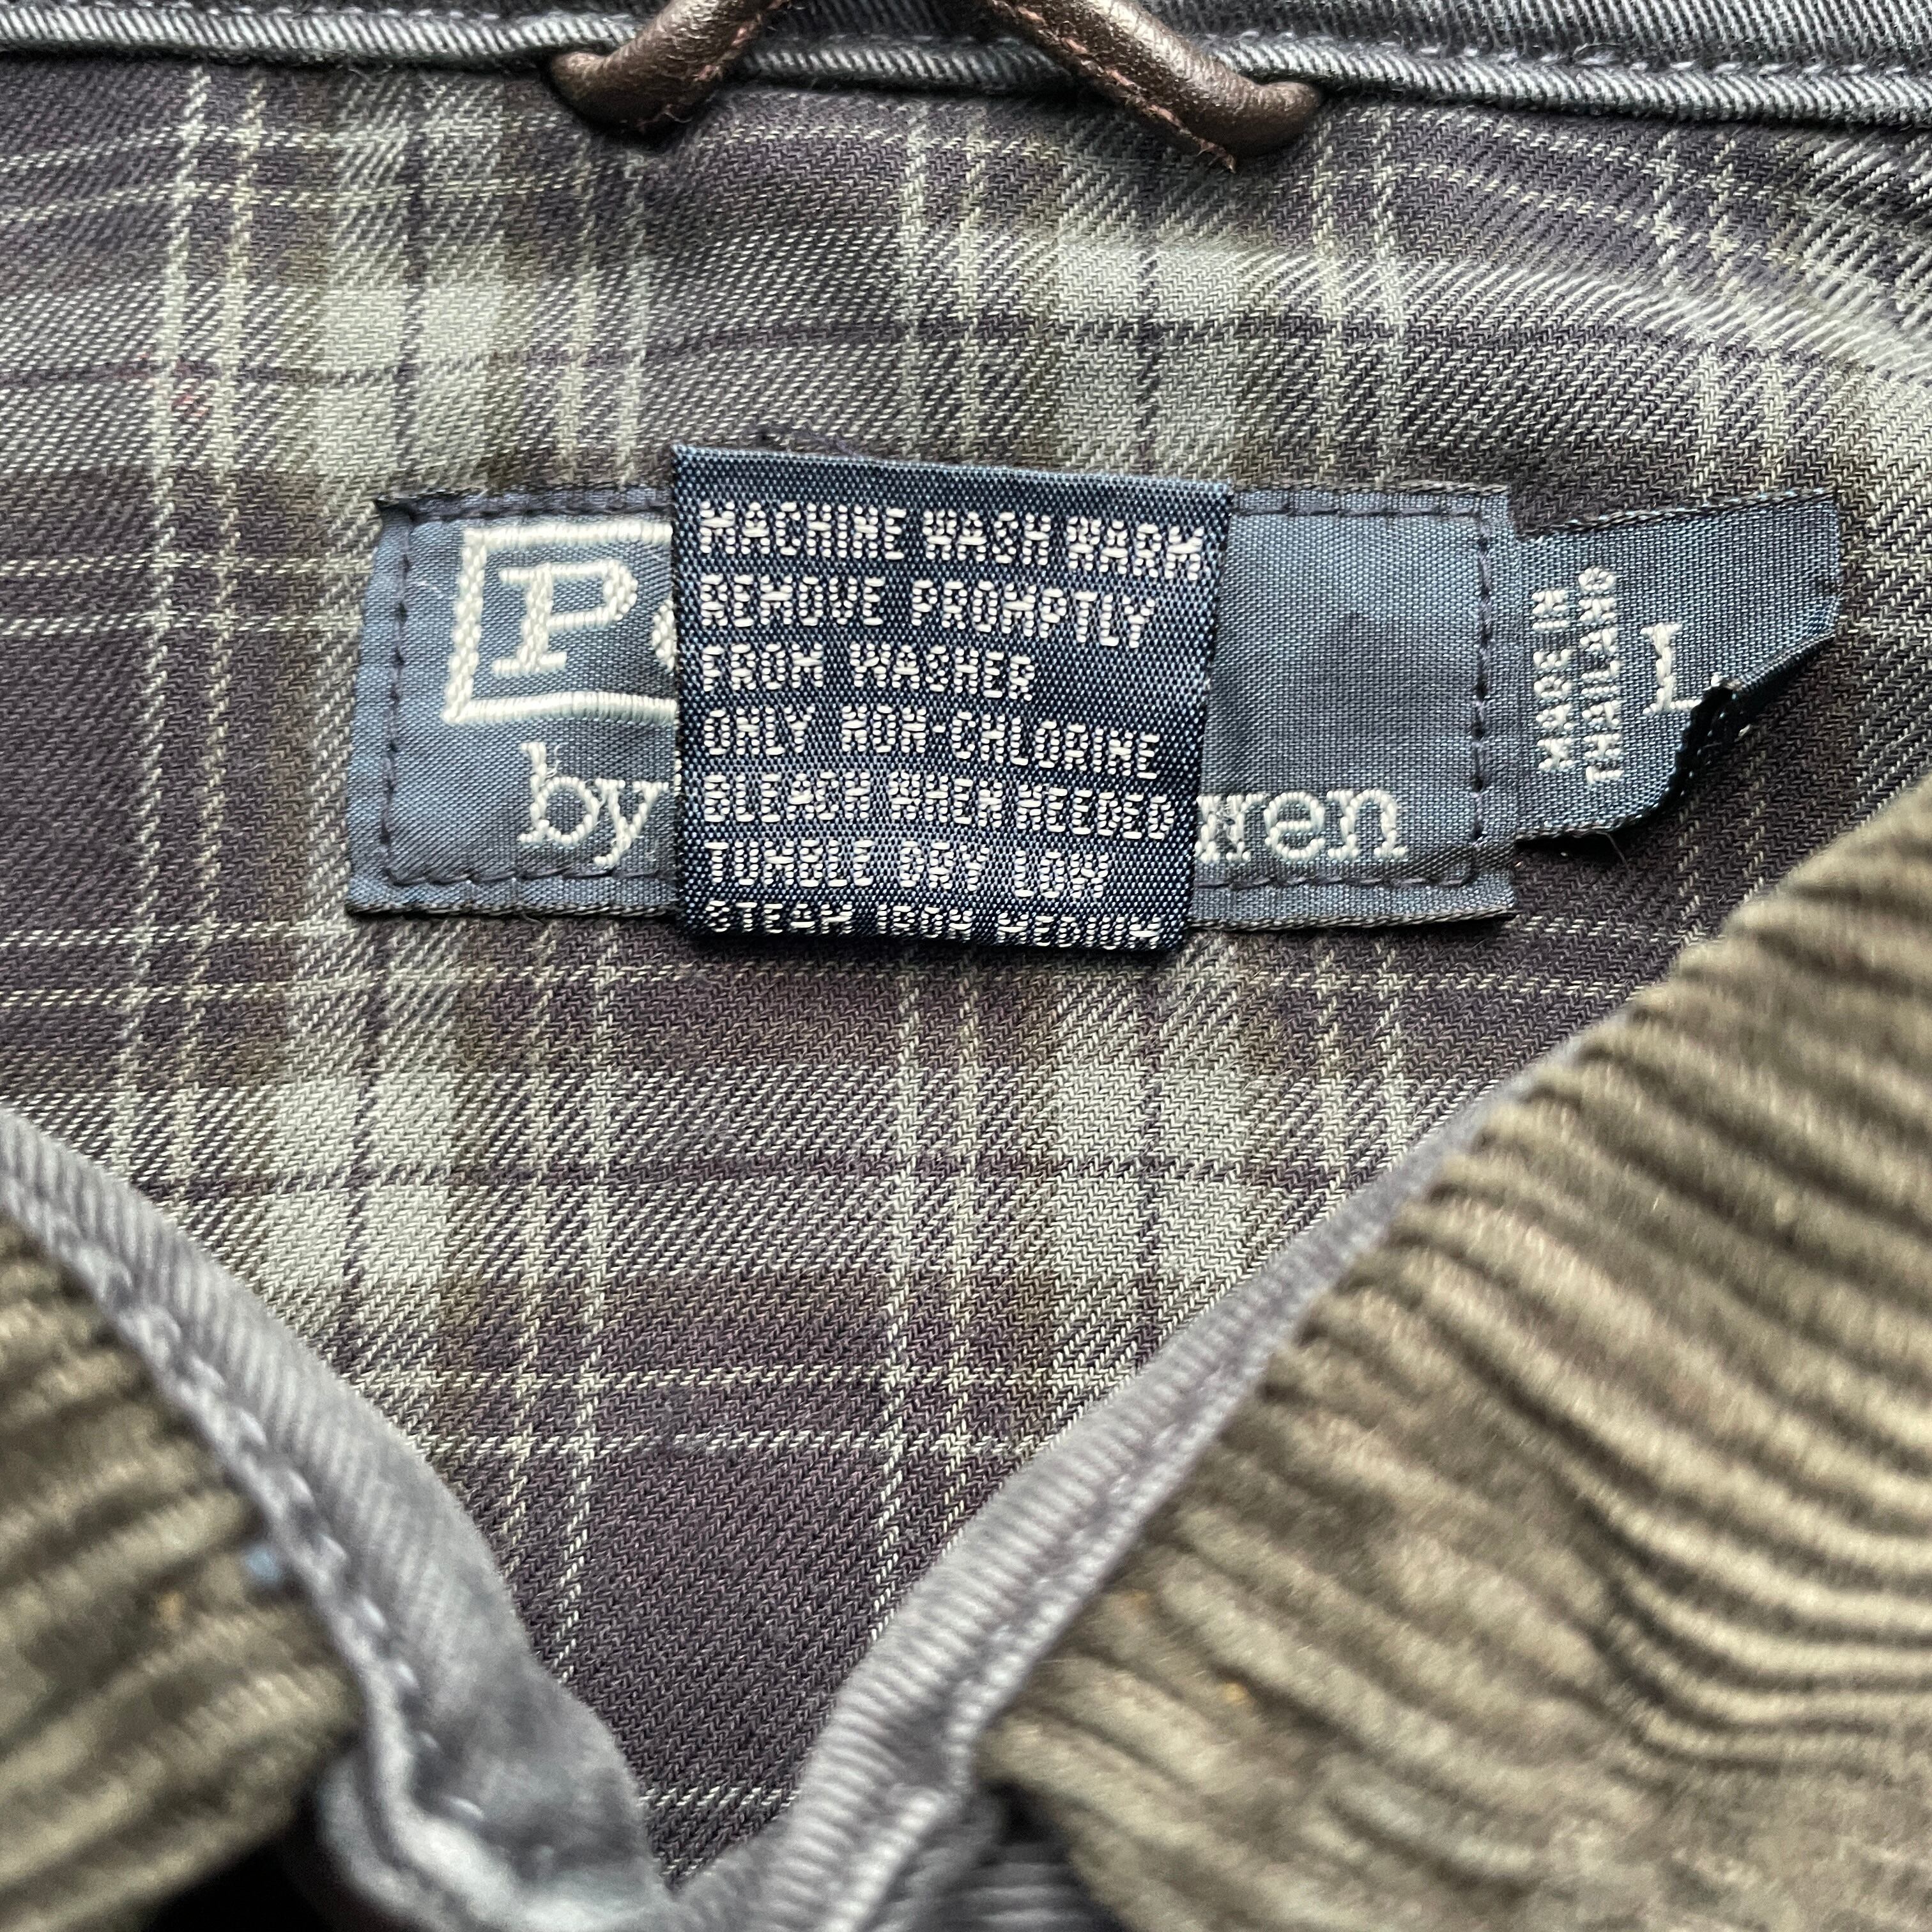 P
by wren
MACHINE WASH WARM
REMOVE PROMPTLY
FROM WASHER
ONLY NON-CHLORINE
BLEACH WHEN NEEDED
TUMBLE DRY LOW
STEAM IRON MEDIUM
MADE IN
THAILAND
L